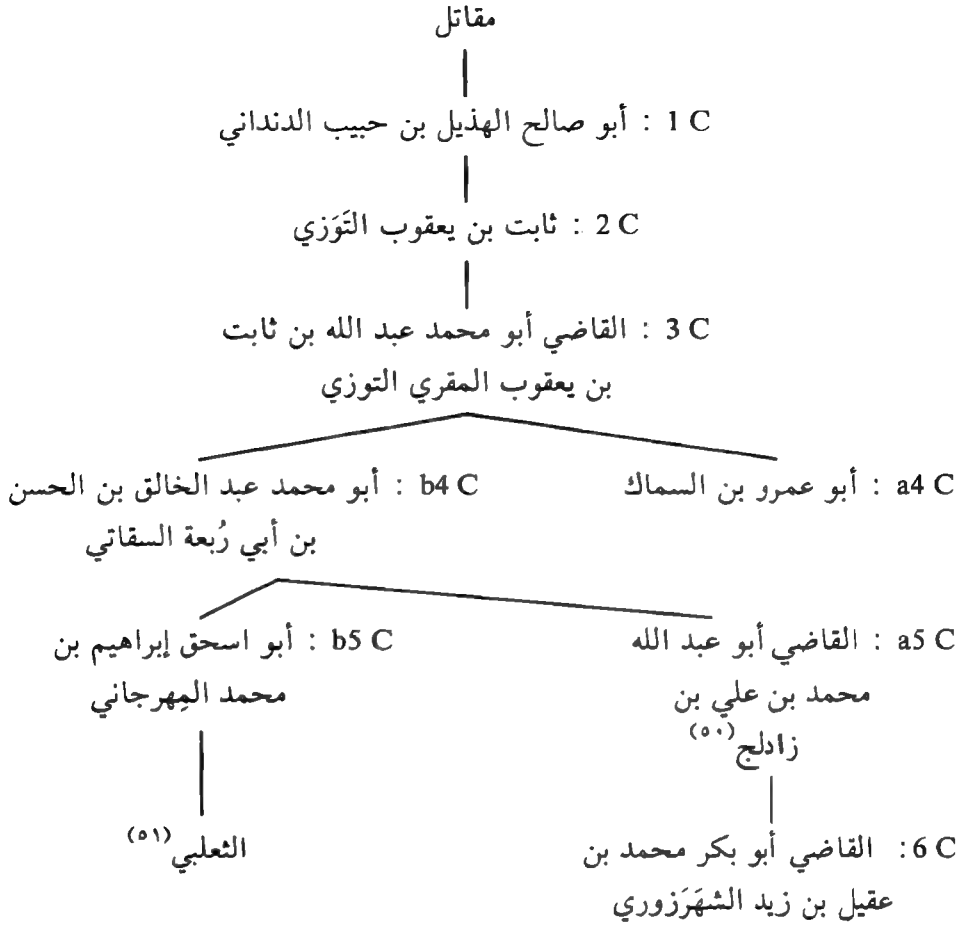 مقاتل
1 C : أبو صالح الهذيل بن حبيب الدنداني
2 C : ثابت بن يعقوب التَوَزي
3 C : القاضي أبو محمد عبد الله بن ثابت
بن يعقوب المقري التوزي
a4 C : أبو عمرو بن السماك
b4 C : أبو محمد عبد الخالق بن الحسن
بن أبي رُبعة السقاتي
a5 C : القاضي أبو عبد الله
محمد بن علي بن
زادلج(٥٠)
b5 C : أبو اسحق إبراهيم بن
محمد المِهرجاني
6 C: القاضي أبو بكر محمد بن
عقيل بن زيد الشهَرَزوري
الثعلبي(٥١)